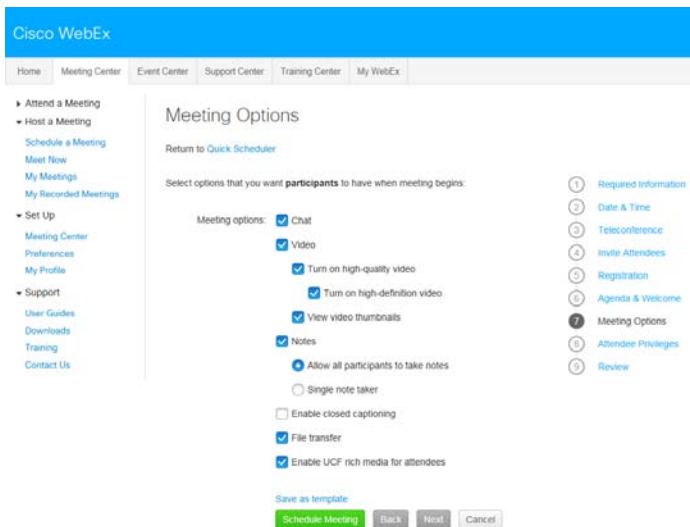 Cisco WebEx
Home Meeting Center Event Center Support Center Training Center My WebEx
Attend a Meeting
Host a Meeting
Schedule a Meeting
Meet Now
My Meetings
My Recorded Meetings
Set Up
Meeting Center
Preferences
My Profile
Support
User Guides
Downloads
Training
Contact Us
Meeting Options
Return to Quick Scheduler
Select options that you want participants to have when meeting begins:
Meeting options: Chat
Video
Turn on high-quality video
Turn on high-definition video
View video thumbnails
Notes
Allow all participants to take notes
Single note taker
Enable closed captioning
File transfer
Enable UCF rich media for attendees
Save as template
Schedule Meeting Back Next Cancel
1 Required Information
2 Date & Time
3 Teleconference
4 Invite Attendees
5 Registration
6 Agenda & Welcome
7 Meeting Options
8 Attendee Privileges
9 Review